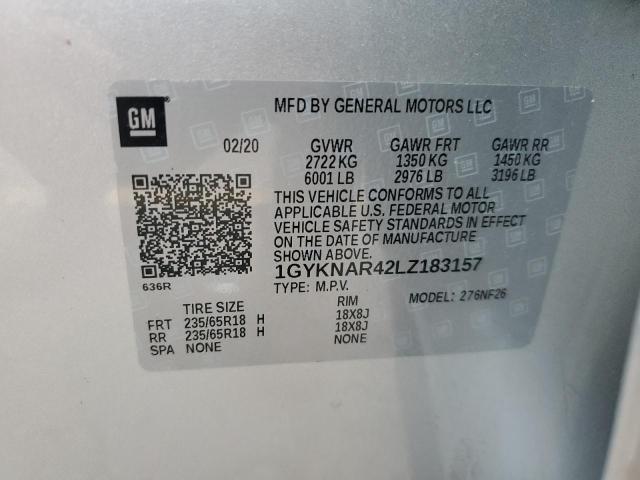 GM
MFD BY GENERAL MOTORS LLC
02/20 GVWR GAWR FRT GAWR RR
2722 KG 1350 KG 1450 KG
6001 LB 2976 LB 3196 LB
THIS VEHICLE CONFORMS TO ALL
APPLICABLE U.S. FEDERAL MOTOR
VEHICLE SAFETY STANDARDS IN EFFECT
ON THE DATE OF MANUFACTURE
SHOWN ABOVE.
636R
1GYKNAR42LZ183157
TYPE: M.P.V. MODEL: 276NF26
TIRE SIZE RIM
FRT 235/65R18 H 18X8J
RR 235/65R18 H 18X8J
SPA NONE NONE